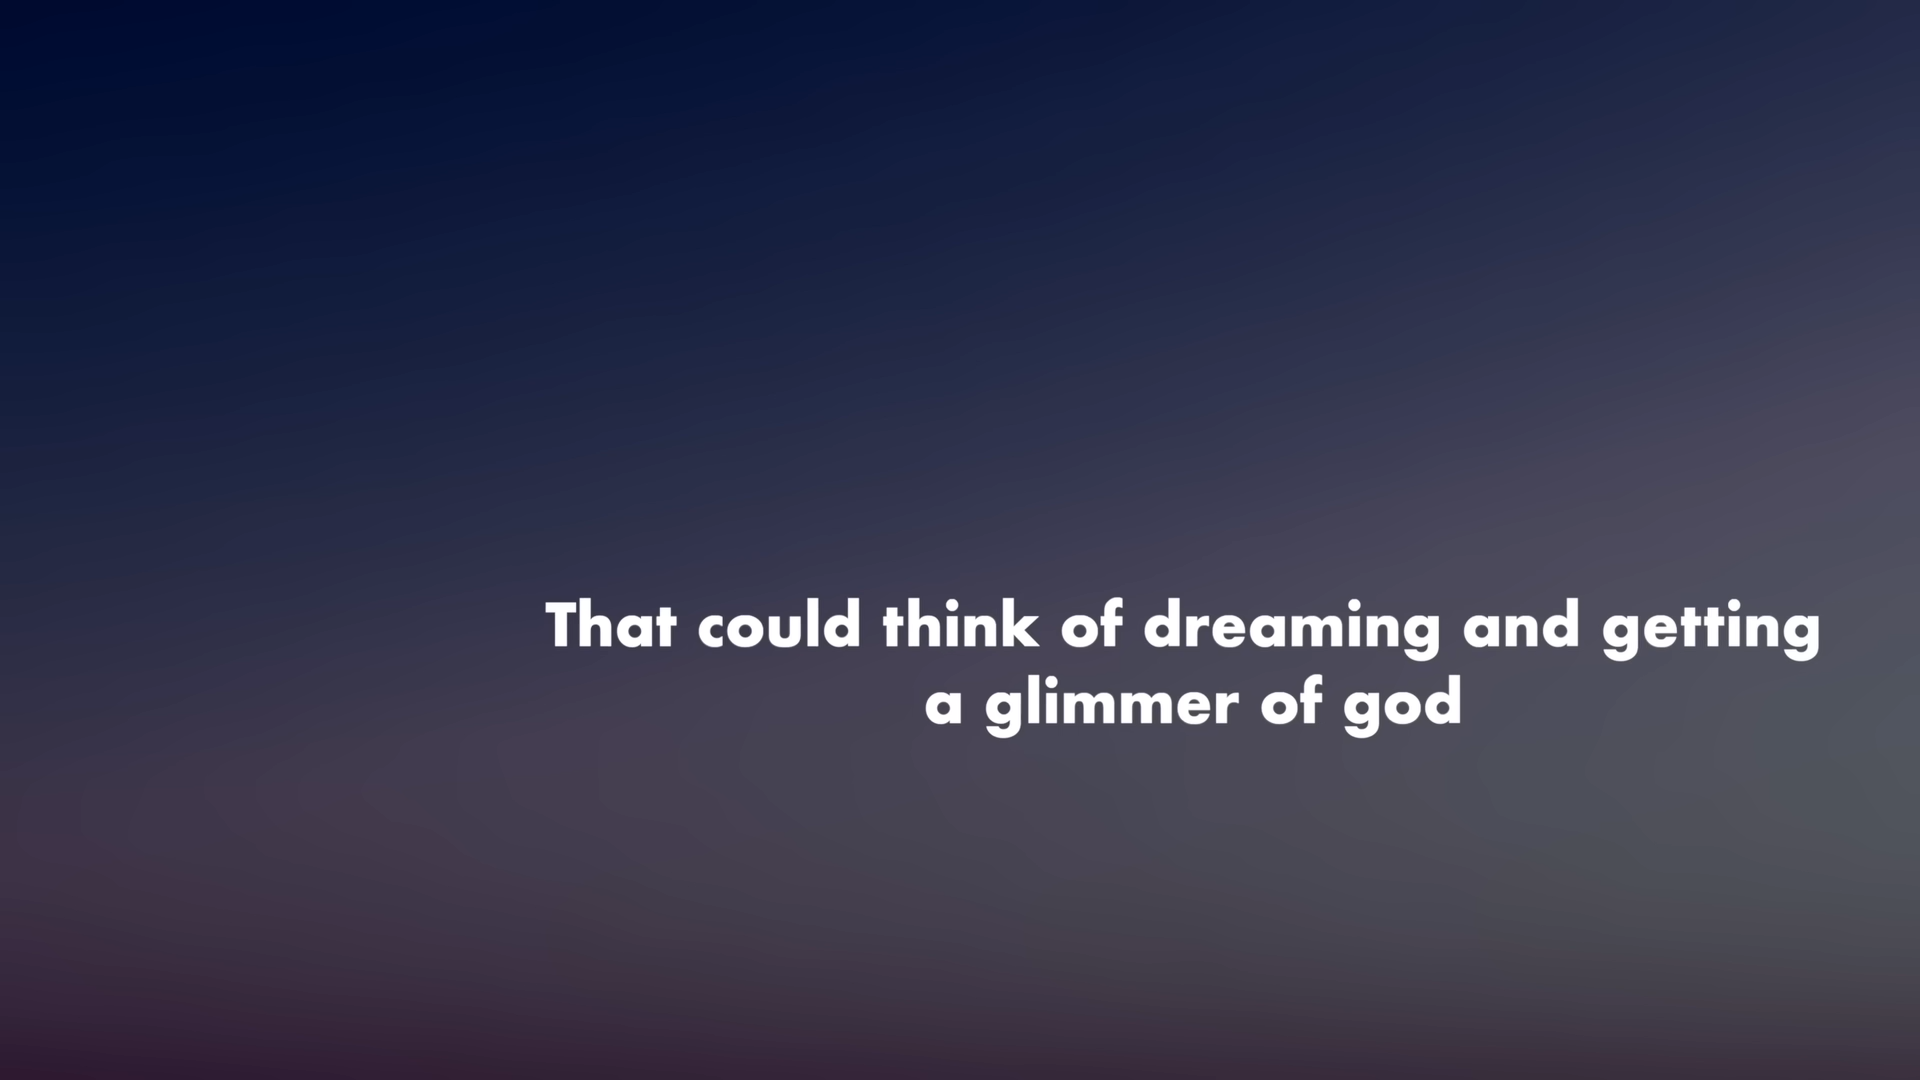 That could think of dreaming and getting
a glimmer of god